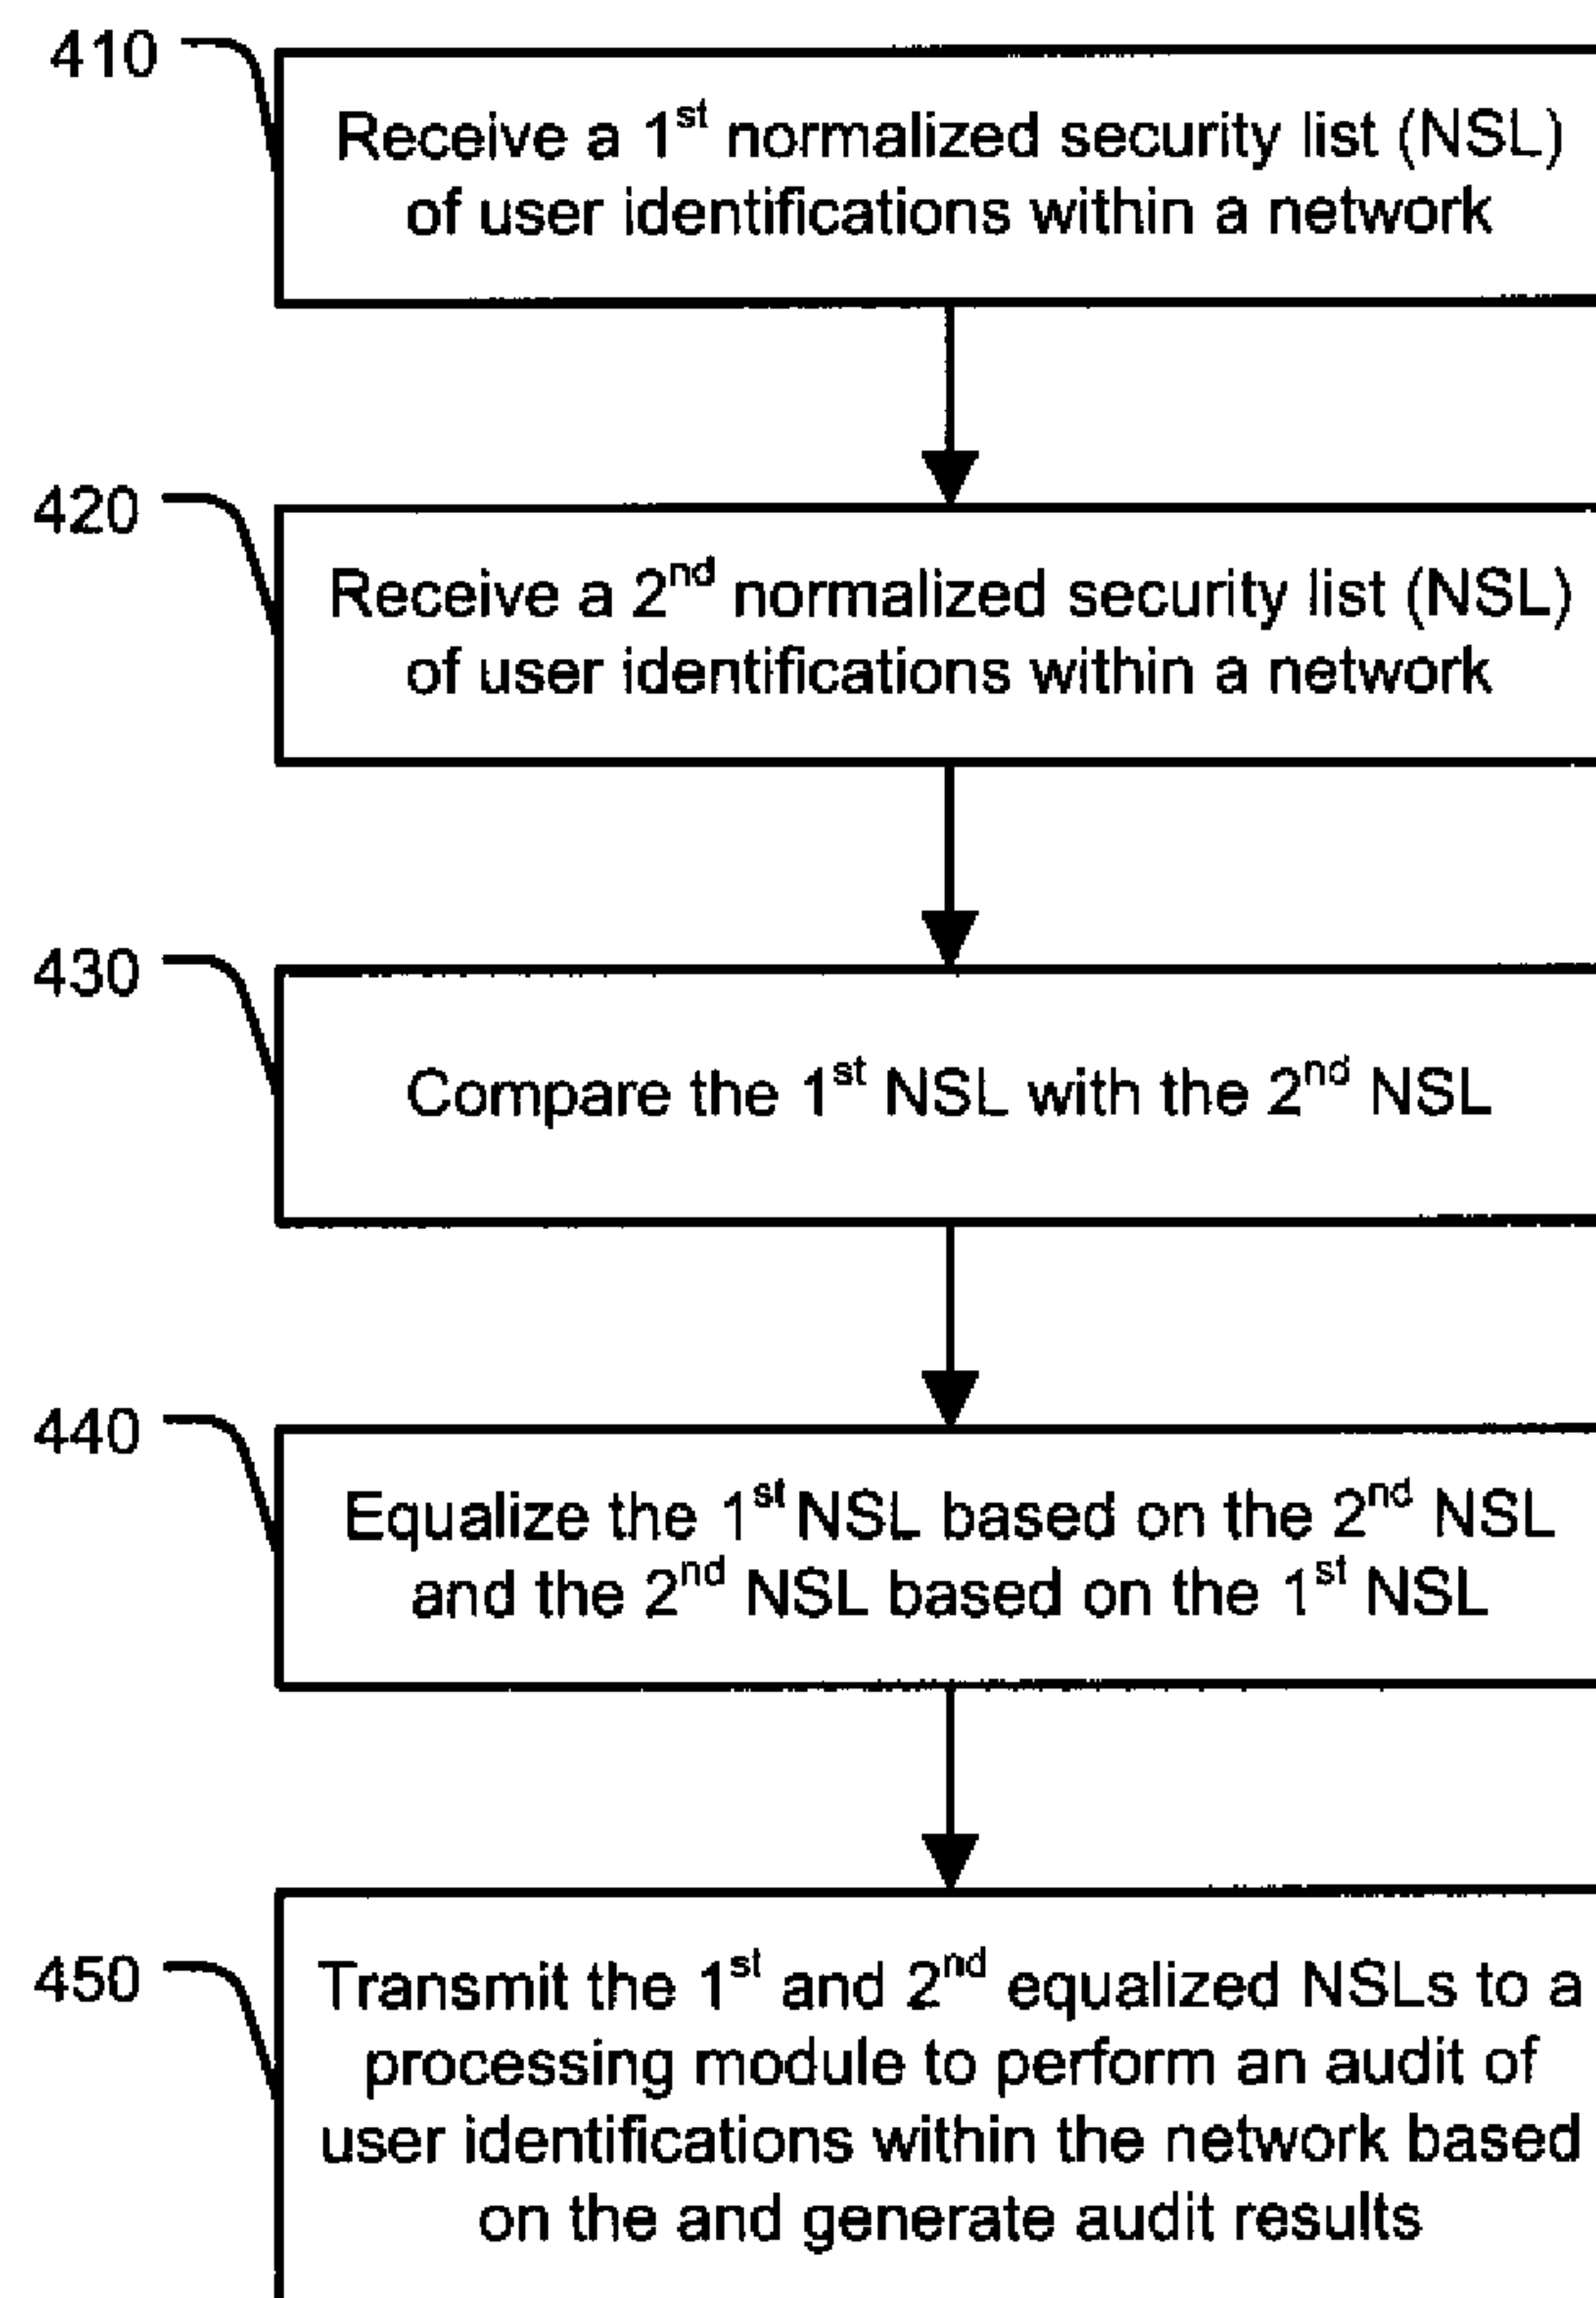 410
Receive a 1st normalized security list (NSL)
of user identifications within a network
420
Receive a 2nd normalized security list (NSL)
of user identifications within a network
430
Compare the 1st NSL with the 2nd NSL
440
Equalize the 1st NSL based on the 2nd NSL
and the 2nd NSL based on the 1st NSL
450
Transmit the 1st and 2nd equalized NSLs to a
processing module to perform an audit of
user identifications within the network based
on the and generate audit results